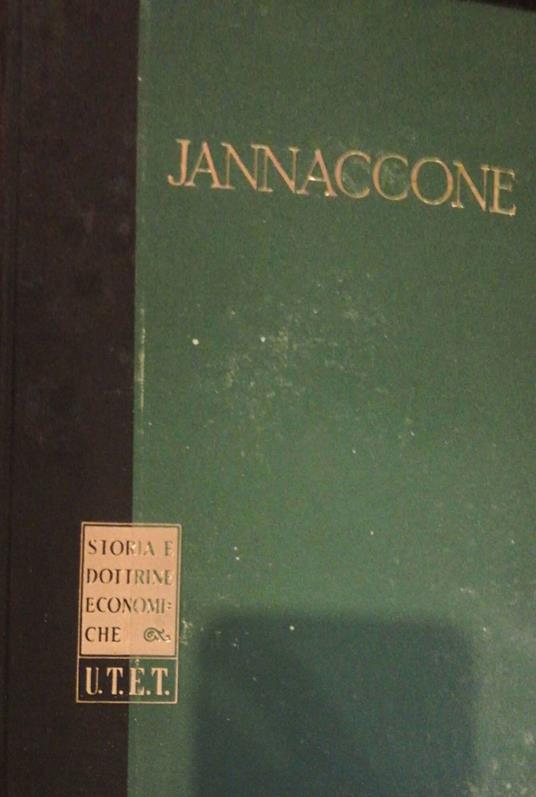 JANNACCONE
STORIA E
DOTTRINE
ECONOMI=
CHE
U.T.E.T.